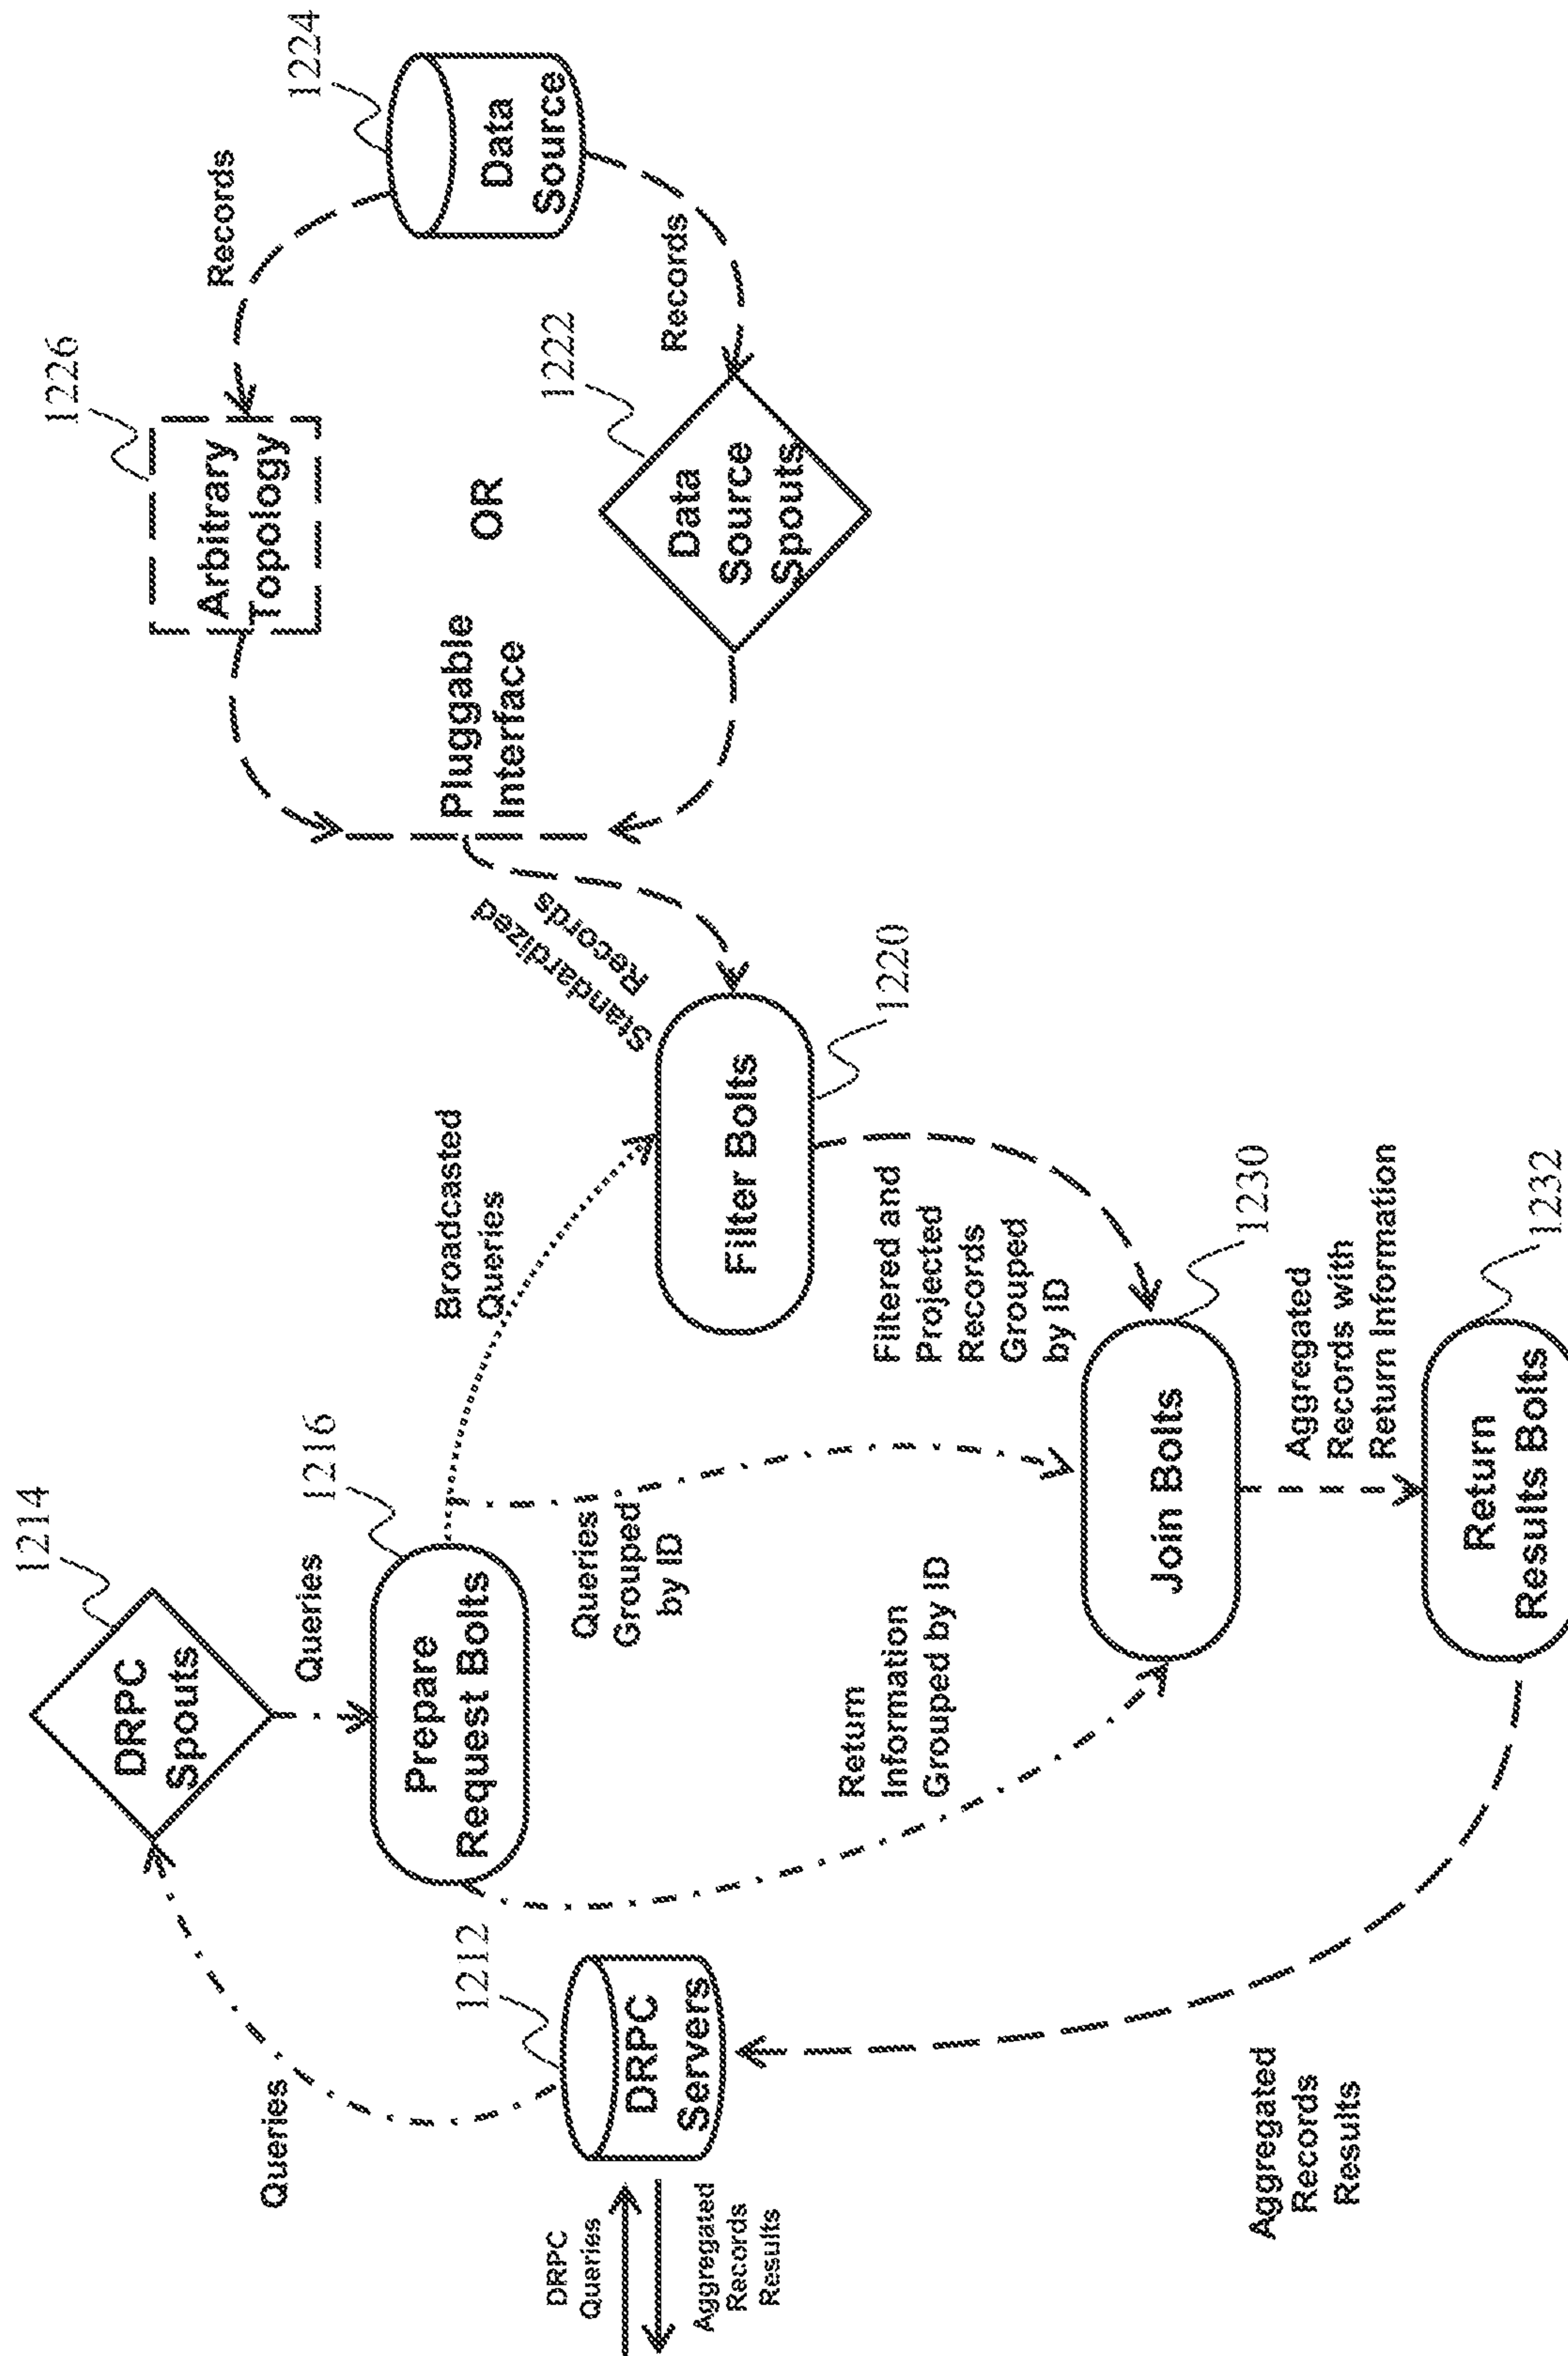 1214
DRPC
Spouts
Queries
Queries
1216
Prepare
Request Bolts
1212
DRPC
Servers
DRPC
Queries
Aggregated
Records
Results
Broadcasted
Queries
Queries
Grouped
by ID
Return
Information
Grouped by ID
1226
Arbitrary
Topology
Records
1224
Data
Source
OR
Pluggable
Interface
Records
1222
Data
Source
Spouts
Standardized
Records
Filter Bolts
1220
Filtered and
Projected
Records
Grouped
by ID
Join Bolts
1230
Aggregated
Records with
Return Information
Return
Results Bolts
1232
Aggregated
Records
Results